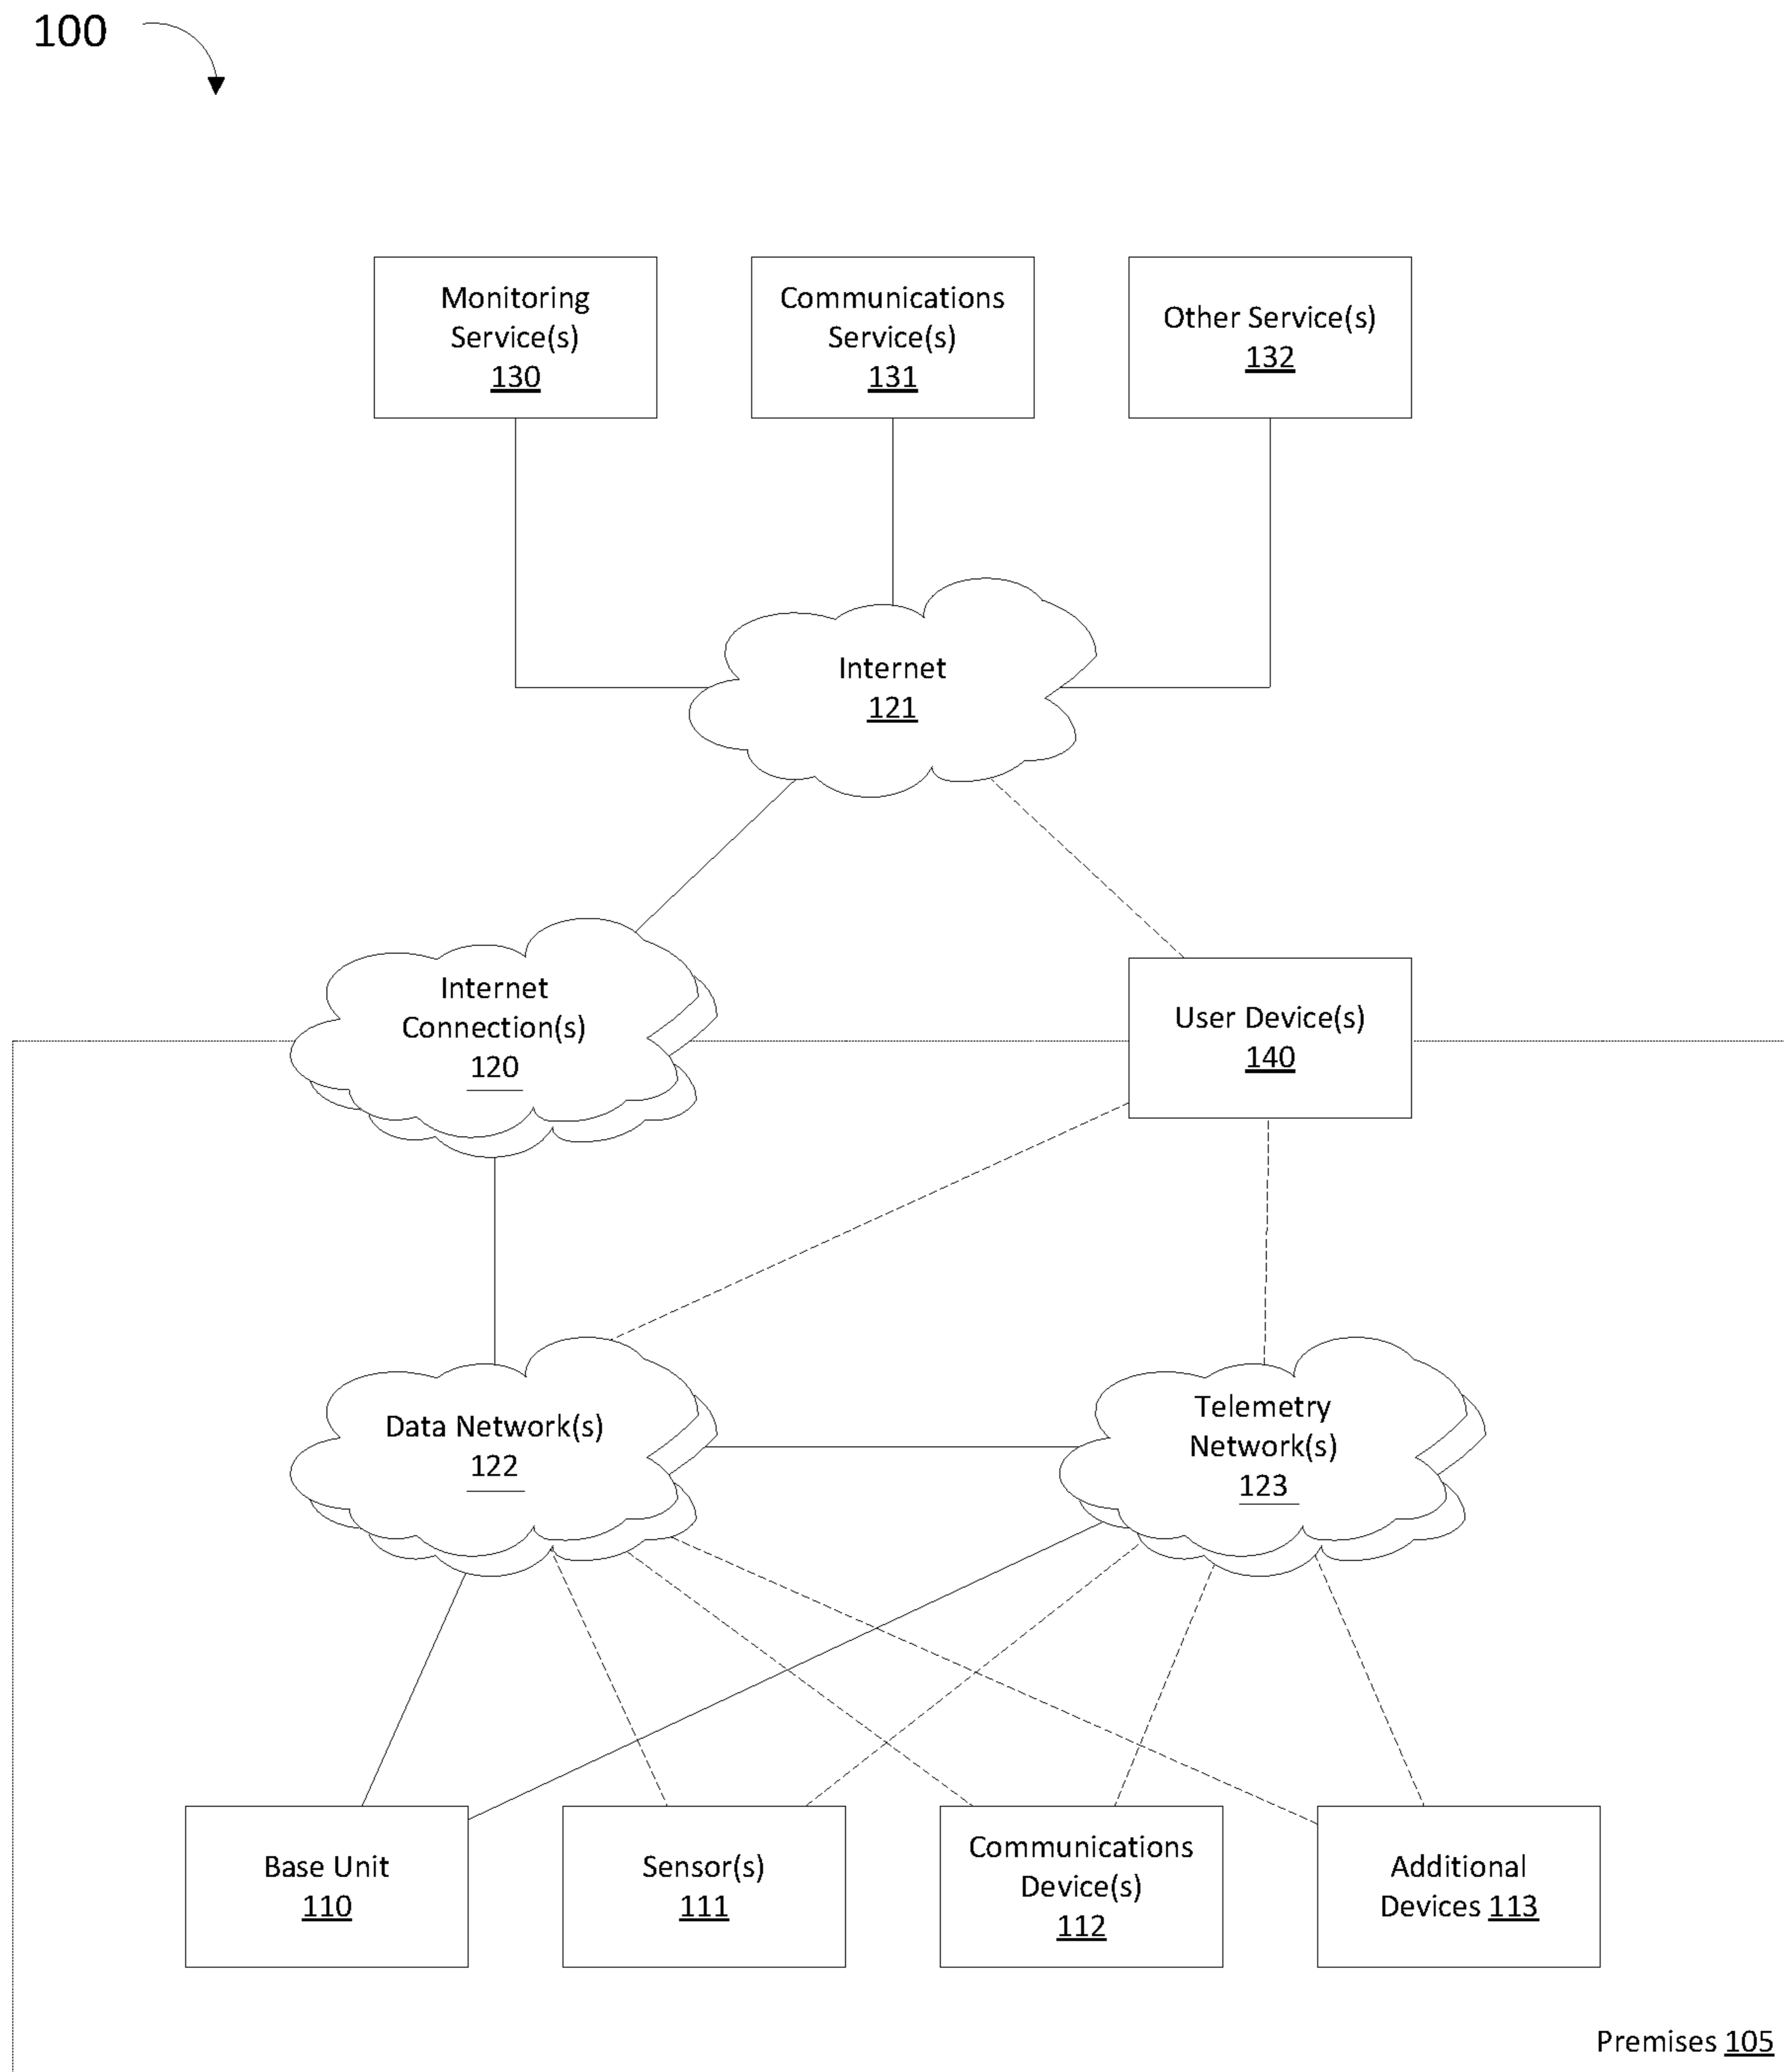 100
Monitoring
Service(s)
130
Communications
Service(s)
131
Other Service(s)
132
Internet
121
Internet
Connection(s)
120
User Device(s)
140
Data Network(s)
122
Telemetry
Network(s)
123
Base Unit
110
Sensor(s)
111
Communications
Device(s)
112
Additional
Devices 113
Premises 105